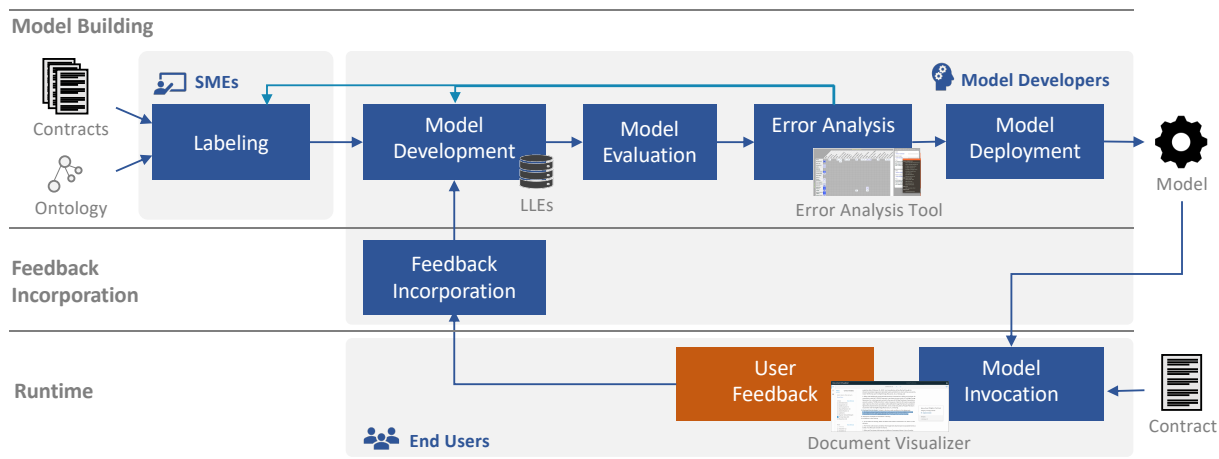 Model Building
SMEs
Model Developers
Contracts
Ontology
Labeling
Model
Development
LLEs
Model
Evaluation
Error Analysis
Error Analysis Tool
Model
Deployment
Model
Feedback
Incorporation
Feedback
Incorporation
Runtime
User
Feedback
Model
Invocation
Contract
End Users
Document Visualizer